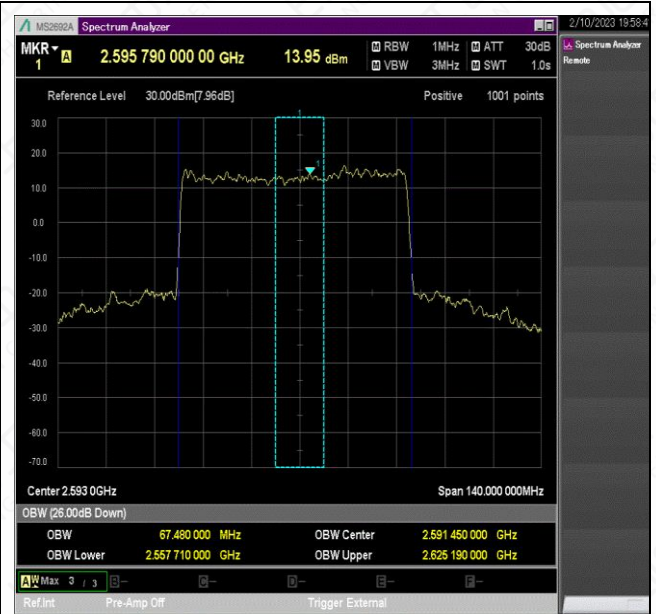 MS2692A Spectrum Analyzer
2/10/2023 19:58:4
MKR 1 A 2.595 790 000 00 GHz 13.95 dBm
M RBW 1MHz M ATT 30dB
M VBW 3MHz M SWT 1.0s
Spectrum Analyzer
Remote
Reference Level 30.00dBm[7.96dB] Positive 1001 points
30.0
1
20.0
1
10.0
0.0
-10.0
-20.0
-30.0
-40.0
-50.0
-60.0
-70.0
Center 2.593 0GHz Span 140.000 000MHz
OBW (26.00dB Down)
OBW 67.480 000 MHz OBW Center 2.591 450 000 GHz
OBW Lower 2.557 710 000 GHz OBW Upper 2.625 190 000 GHz
A W Max 3 / 3 B- C- D- E- F-
Ref.Int Pre-Amp Off Trigger External